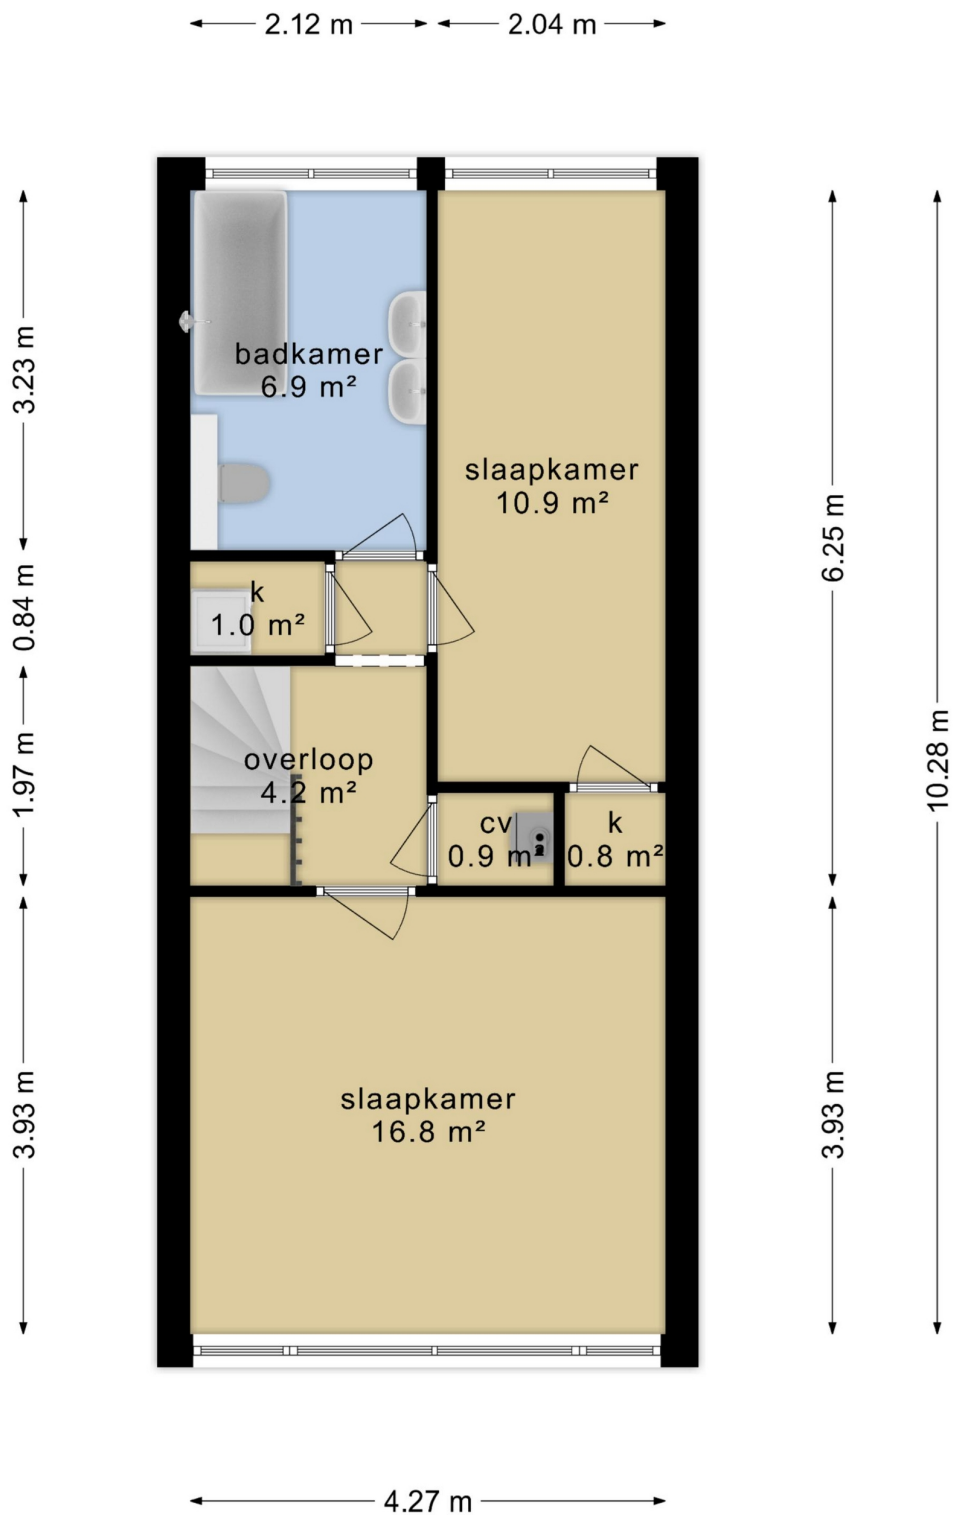 2.12 m
2.04 m
3.23 m
0.84 m
1.97 m
3.93 m
badkamer
6.9 m²
slaapkamer
10.9 m²
k
1.0 m²
overloop
4.2 m²
cv
0.9 m²
k
0.8 m²
slaapkamer
16.8 m²
6.25 m
3.93 m
10.28 m
4.27 m